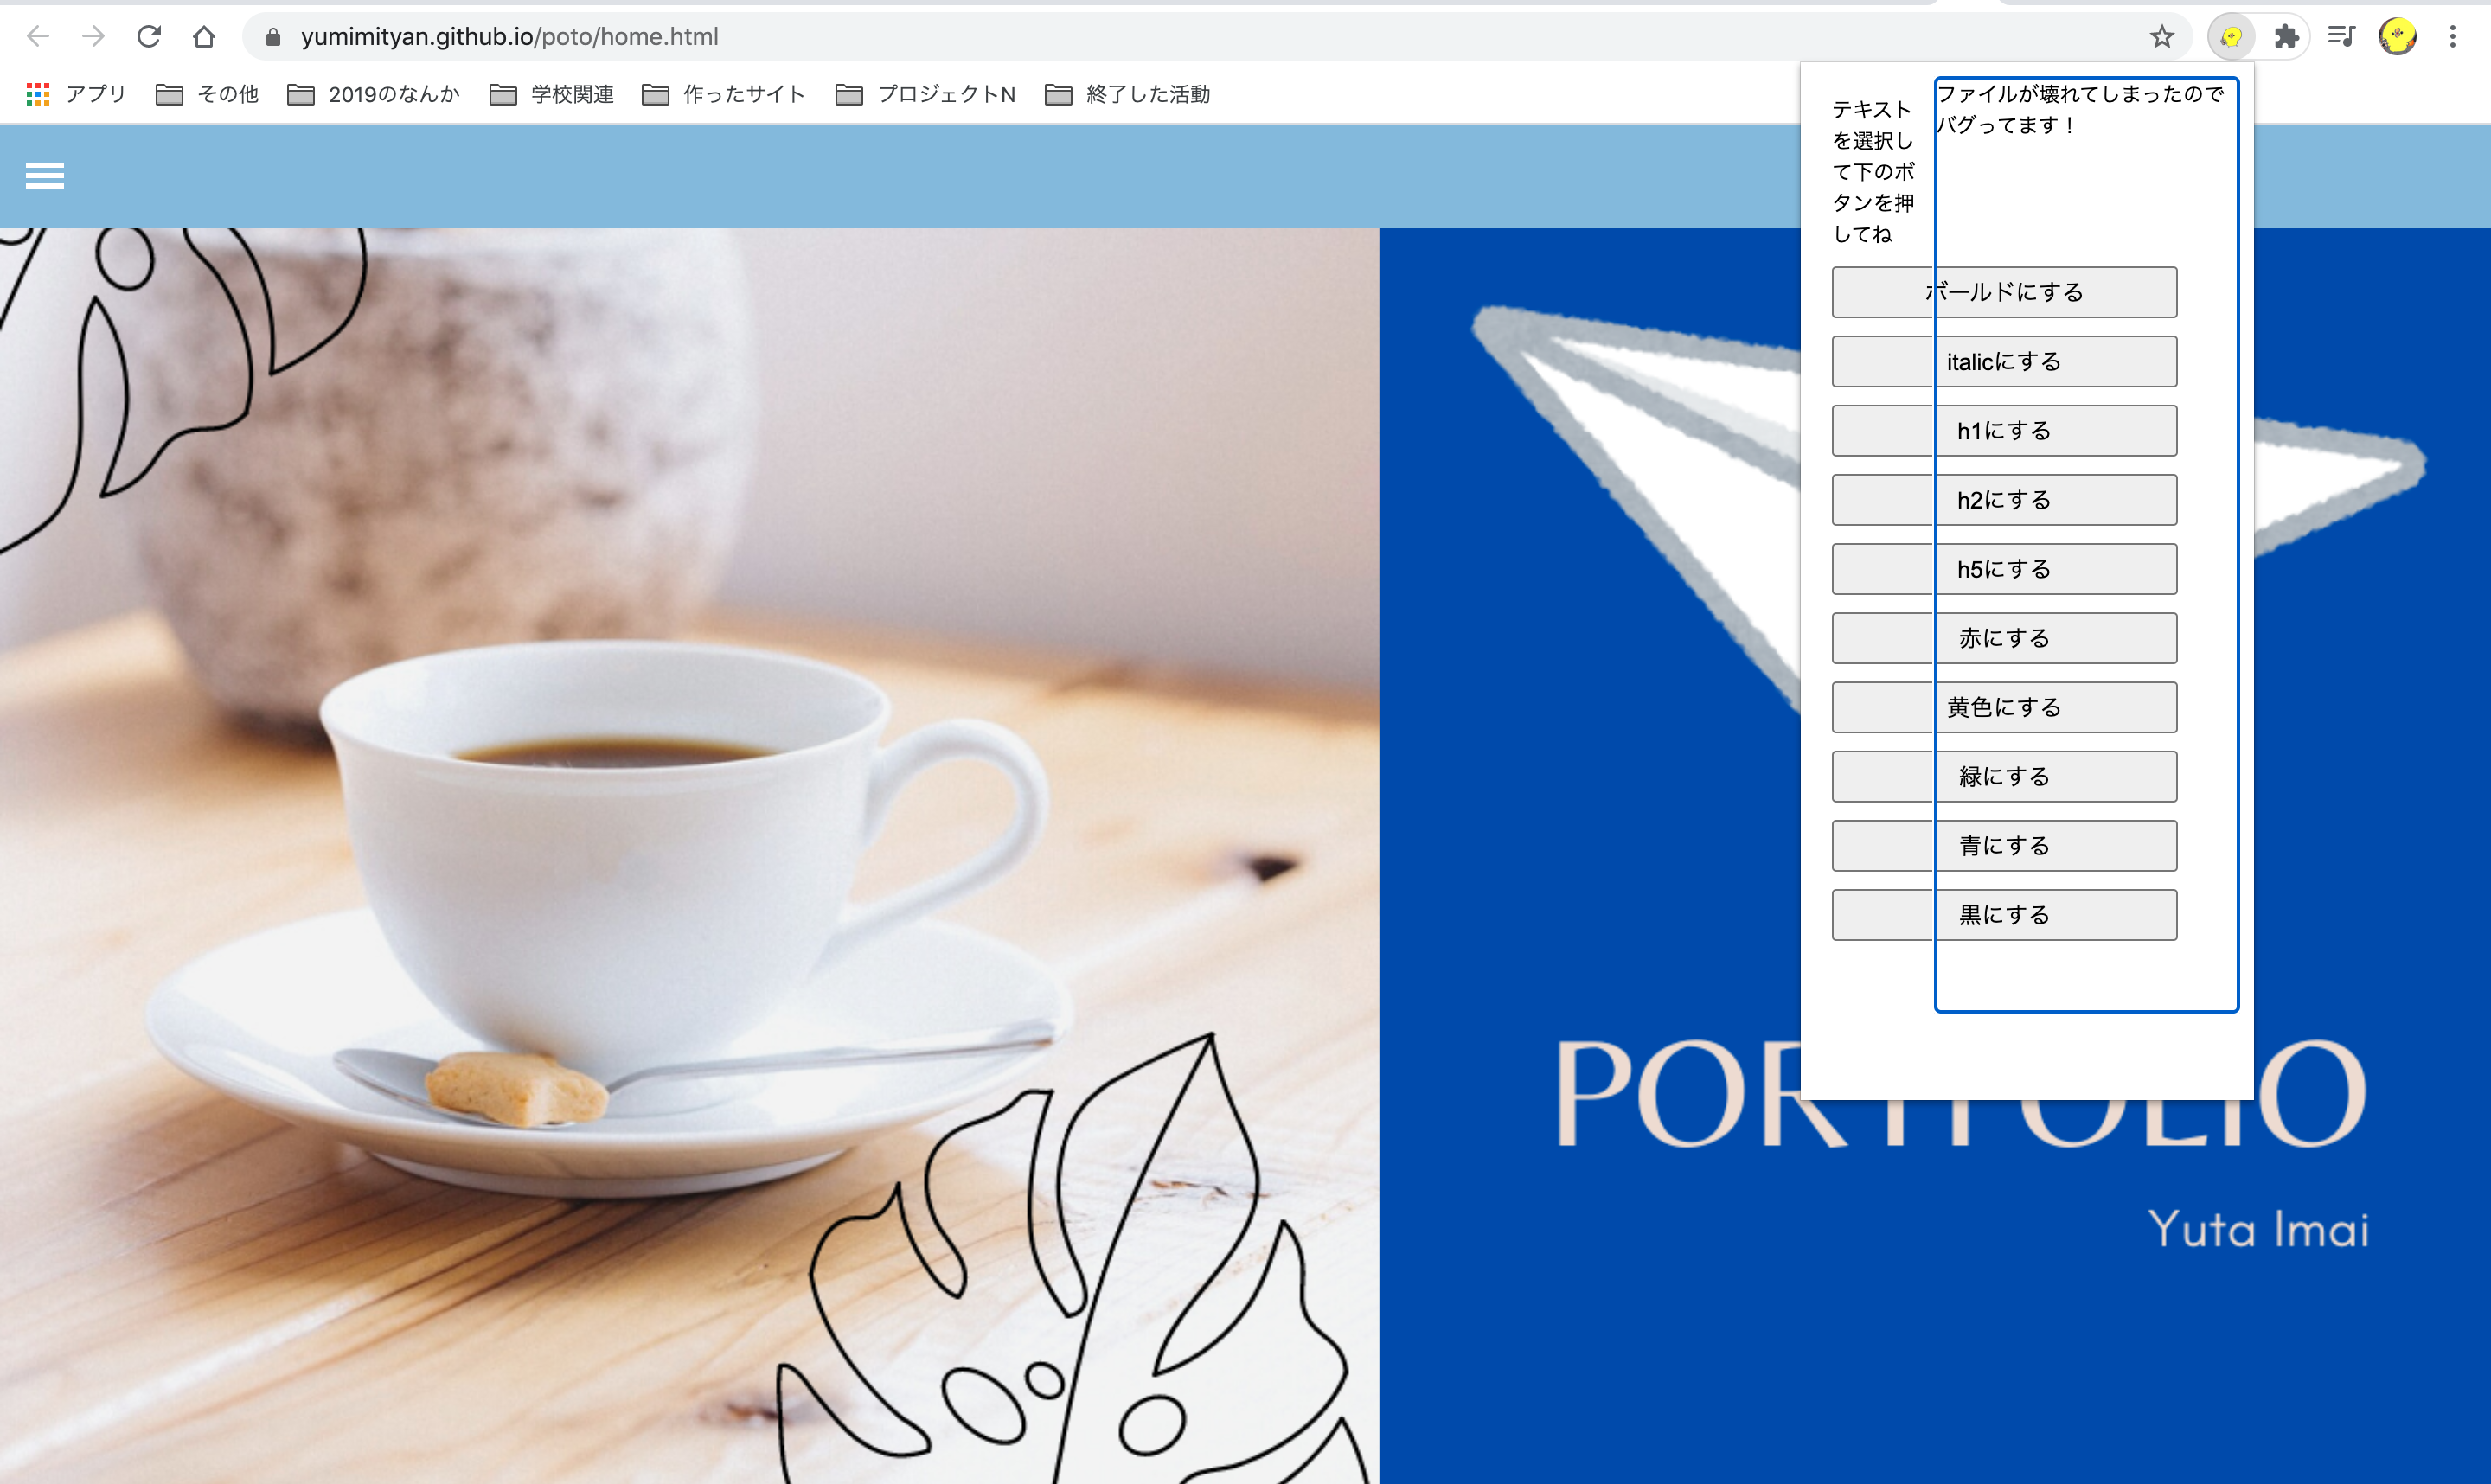 yumimityan.github.io/poto/home.html
アプリ
その他
2019のなんか
学校関連
作ったサイト
プロジェクトN
終了した活動
テキスト
を選択し
て下のボ
タンを押
してね
ファイルが壊れてしまったので
バグってます！
ボールドにする
italicにする
h1にする
h2にする
h5にする
赤にする
黄色にする
緑にする
青にする
黒にする
PORTFOLIO
Yuta Imai